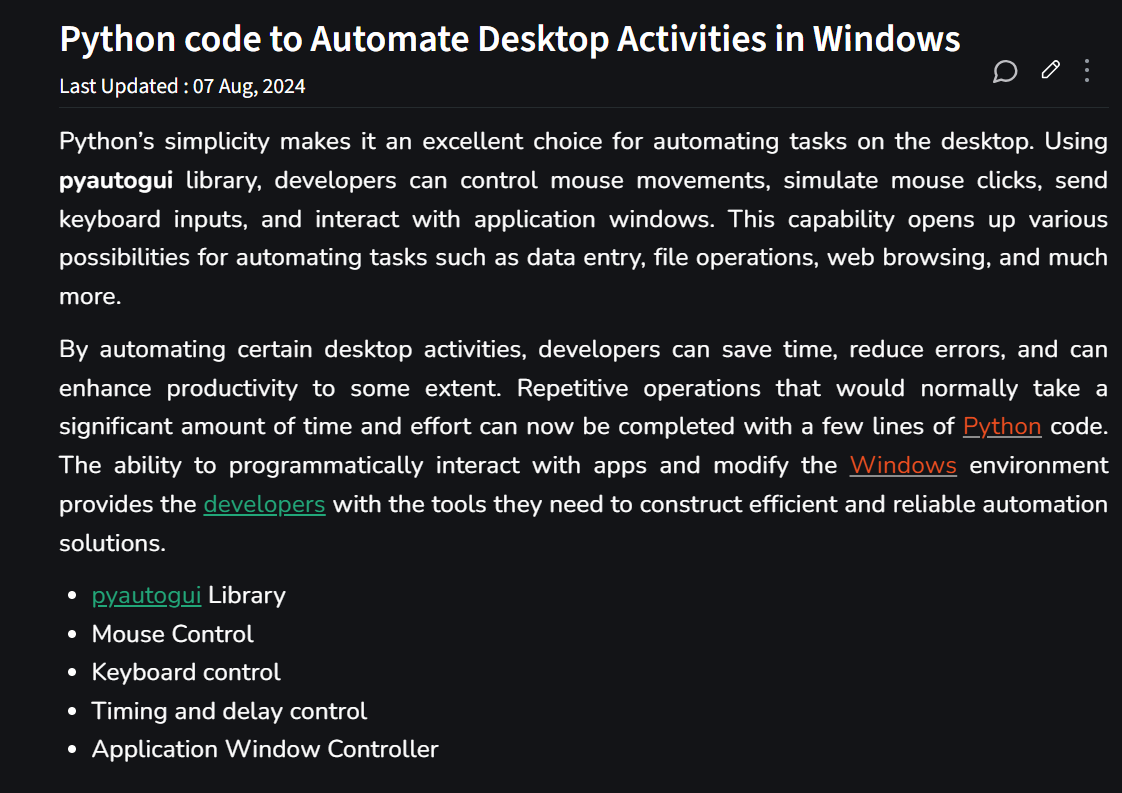 Python code to Automate Desktop Activities in Windows
Last Updated : 07 Aug, 2024
Python’s simplicity makes it an excellent choice for automating tasks on the desktop. Using
pyautogui library, developers can control mouse movements, simulate mouse clicks, send
keyboard inputs, and interact with application windows. This capability opens up various
possibilities for automating tasks such as data entry, file operations, web browsing, and much
more.
By automating certain desktop activities, developers can save time, reduce errors, and can
enhance productivity to some extent. Repetitive operations that would normally take a
significant amount of time and effort can now be completed with a few lines of Python code.
The ability to programmatically interact with apps and modify the Windows environment
provides the developers with the tools they need to construct efficient and reliable automation
solutions.
• pyautogui Library
• Mouse Control
• Keyboard control
• Timing and delay control
• Application Window Controller